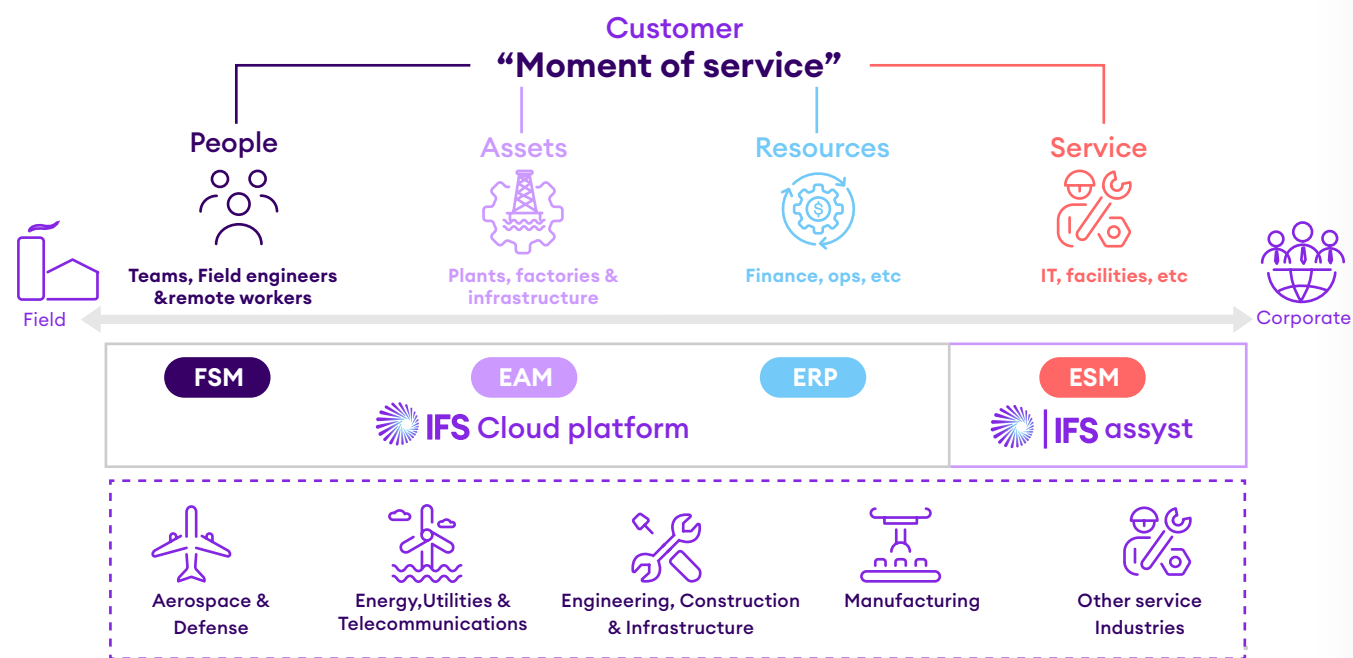 Customer
“Moment of service”
People
Assets
Resources
Service
$
Teams, Field engineers
&remote workers
Plants, factories &
infrastructure
Finance, ops, etc
IT, facilities, etc
Field
Corporate
FSM
EAM
ERP
ESM
IFS Cloud platform
IFS assyst
Aerospace &
Defense
Energy,Utilities &
Telecommunications
Engineering, Construction
& Infrastructure
Manufacturing
Other service
Industries